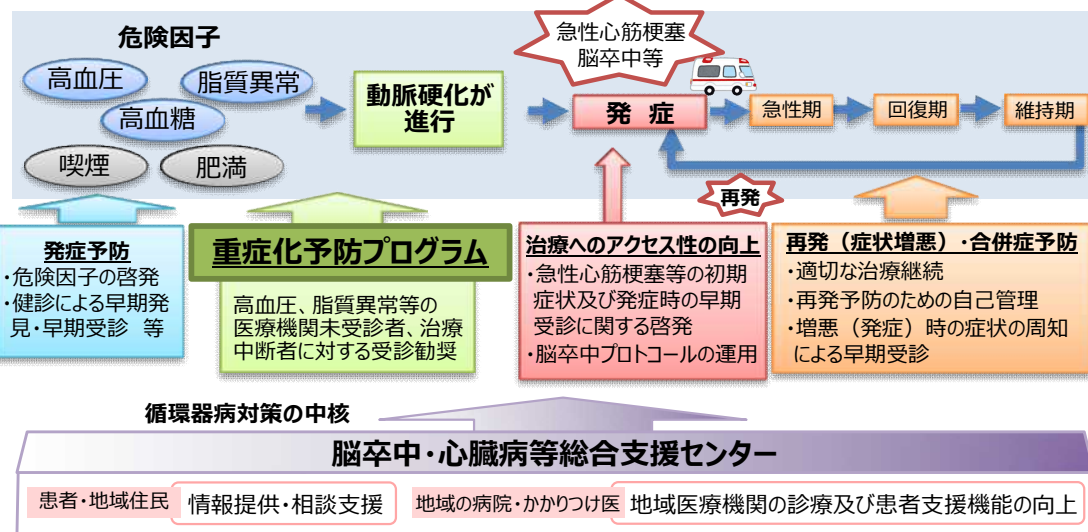 危険因子
高血圧
脂質異常
高血糖
喫煙
肥満
動脈硬化が
進行
急性心筋梗塞
脳卒中等
発 症
急性期
回復期
維持期
再発
発症予防
・危険因子の啓発
・健診による早期発
見・早期受診 等
重症化予防プログラム
高血圧、脂質異常等の
医療機関未受診者、治療
中断者に対する受診勧奨
治療へのアクセス性の向上
・急性心筋梗塞等の初期
症状及び発症時の早期
受診に関する啓発
・脳卒中プロトコールの運用
再発（症状増悪）・合併症予防
・適切な治療継続
・再発予防のための自己管理
・増悪（発症）時の症状の周知
による早期受診
循環器病対策の中核
脳卒中・心臓病等総合支援センター
患者・地域住民
情報提供・相談支援
地域の病院・かかりつけ医
地域医療機関の診療及び患者支援機能の向上